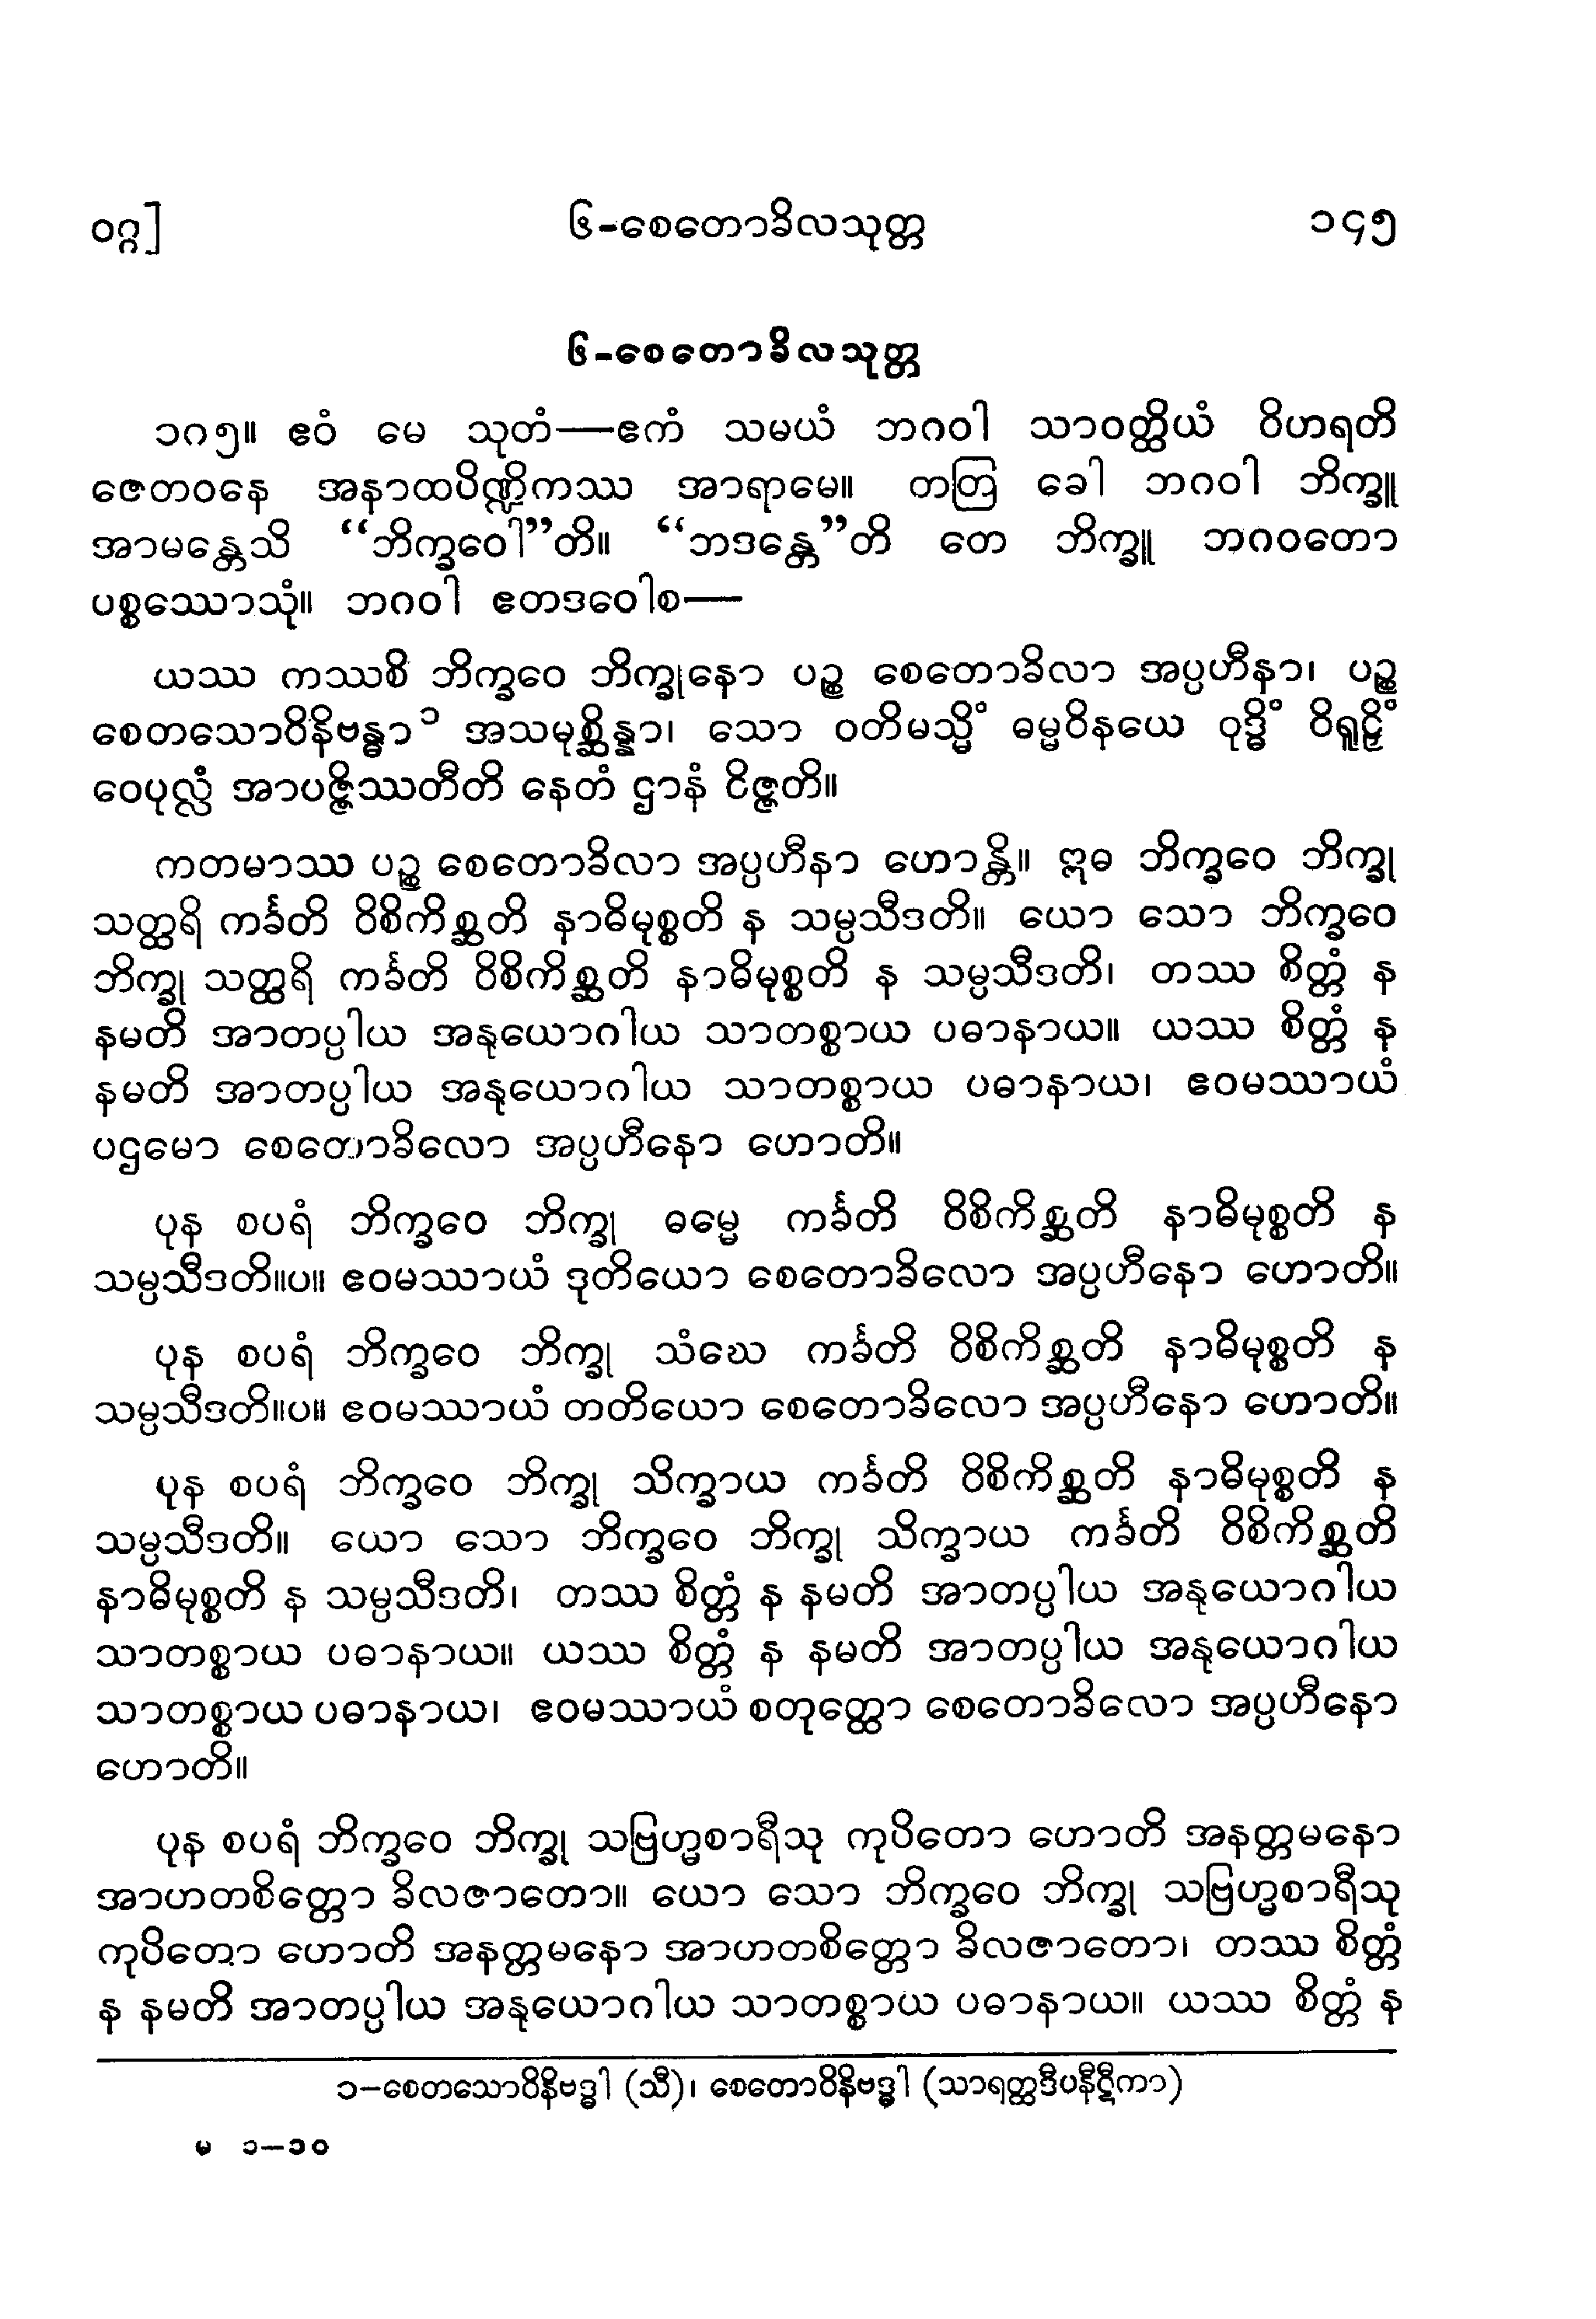 ဝဂ္ဂ] ၆-စေတောခိလသုတ္တ ၁၄၅
၆-စေတောခိလသုတ္တ
၁၈၅။ ဧဝံ မေ သုတံ—ဧကံ သမယံ ဘဂဝါ သာဝတ္ထိယံ ဝိဟရတိ
ဇေတဝနေ အနာထပိဏ္ဍိကဿ အာရာမေ။ တတြ ခေါ ဘဂဝါ ဘိက္ခူ
အာမန္တေသိ “ဘိက္ခဝေါ”တိ။ “ဘဒန္တေ”တိ တေ ဘိက္ခူ ဘဂဝတော
ပစ္စဿောသုံ။ ဘဂဝါ ဧတဒဝေါစ—
ယဿ ကဿစိ ဘိက္ခဝေ ဘိက္ခုနော ပဉ္စ စေတောခိလာ အပ္ပဟီနာ၊ ပဉ္စ
စေတသောဝိနိဗန္ဓာ ၁ အသမုစ္ဆိန္နာ၊ သော ဝတိမသ္မိံ ဓမ္မဝိနယေ ဝုဒ္ဓိံ ဝိရူဠှိံ
ဝေပုလ္လံ အာပဇ္ဇိဿတီတိ နေတံ ဌာနံ ဝိဇ္ဇတိ။
ကတမာဿ ပဉ္စ စေတောခိလာ အပ္ပဟီနာ ဟောန္တိ။ ဣဓ ဘိက္ခဝေ ဘိက္ခု
သတ္ထရိ ကင်္ခတိ ဝိစိကိစ္ဆတိ နာဓိမုစ္စတိ န သမ္ပသီဒတိ။ ယော သော ဘိက္ခဝေ
ဘိက္ခု သတ္ထရိ ကင်္ခတိ ဝိစိကိစ္ဆတိ နာဓိမုစ္စတိ န သမ္ပသီဒတိ၊ တဿ စိတ္တံ န
နမတိ အာတပ္ပါယ အနုယောဂါယ သာတစ္စာယ ပဓာနာယ။ ယဿ စိတ္တံ န
နမတိ အာတပ္ပါယ အနုယောဂါယ သာတစ္စာယ ပဓာနာယ၊ ဧဝမဿာယံ
ပဌမော စေတောခိလော အပ္ပဟီနော ဟောတိ။
ပုန စပရံ ဘိက္ခဝေ ဘိက္ခု ဓမ္မေ ကင်္ခတိ ဝိစိကိစ္ဆတိ နာဓိမုစ္စတိ န
သမ္ပသီဒတိ။ပ။ ဧဝမဿာယံ ဒုတိယော စေတောခိလော အပ္ပဟီနော ဟောတိ။
ပုန စပရံ ဘိက္ခဝေ ဘိက္ခု သံဃေ ကင်္ခတိ ဝိစိကိစ္ဆတိ နာဓိမုစ္စတိ န
သမ္ပသီဒတိ။ပ။ ဧဝမဿာယံ တတိယော စေတောခိလော အပ္ပဟီနော ဟောတိ။
ပုန စပရံ ဘိက္ခဝေ ဘိက္ခု သိက္ခာယ ကင်္ခတိ ဝိစိကိစ္ဆတိ နာဓိမုစ္စတိ န
သမ္ပသီဒတိ။ ယော သော ဘိက္ခဝေ ဘိက္ခု သိက္ခာယ ကင်္ခတိ ဝိစိကိစ္ဆတိ
နာဓိမုစ္စတိ န သမ္ပသီဒတိ၊ တဿ စိတ္တံ န နမတိ အာတပ္ပါယ အနုယောဂါယ
သာတစ္စာယ ပဓာနာယ။ ယဿ စိတ္တံ န နမတိ အာတပ္ပါယ အနုယောဂါယ
သာတစ္စာယ ပဓာနာယ၊ ဧဝမဿာယံ စတုတ္ထော စေတောခိလော အပ္ပဟီနော
ဟောတိ။
ပုန စပရံ ဘိက္ခဝေ ဘိက္ခု သဗြဟ္မစာရီသု ကုပိတော ဟောတိ အနတ္တမနော
အာဟတစိတ္တော ခိလဇာတော။ ယော သော ဘိက္ခဝေ ဘိက္ခု သဗြဟ္မစာရီသု
ကုပိတော ဟောတိ အနတ္တမနော အာဟတစိတ္တော ခိလဇာတော၊ တဿ စိတ္တံ
န နမတိ အာတပ္ပါယ အနုယောဂါယ သာတစ္စာယ ပဓာနာယ။ ယဿ စိတ္တံ န
၁–စေတသောဝိနိဗဒ္ဓါ (သီ)၊ စေတောဝိနိဗဒ္ဓါ (သာရတ္ထဒီပနီဋီကာ)
မ ၁–၁၀